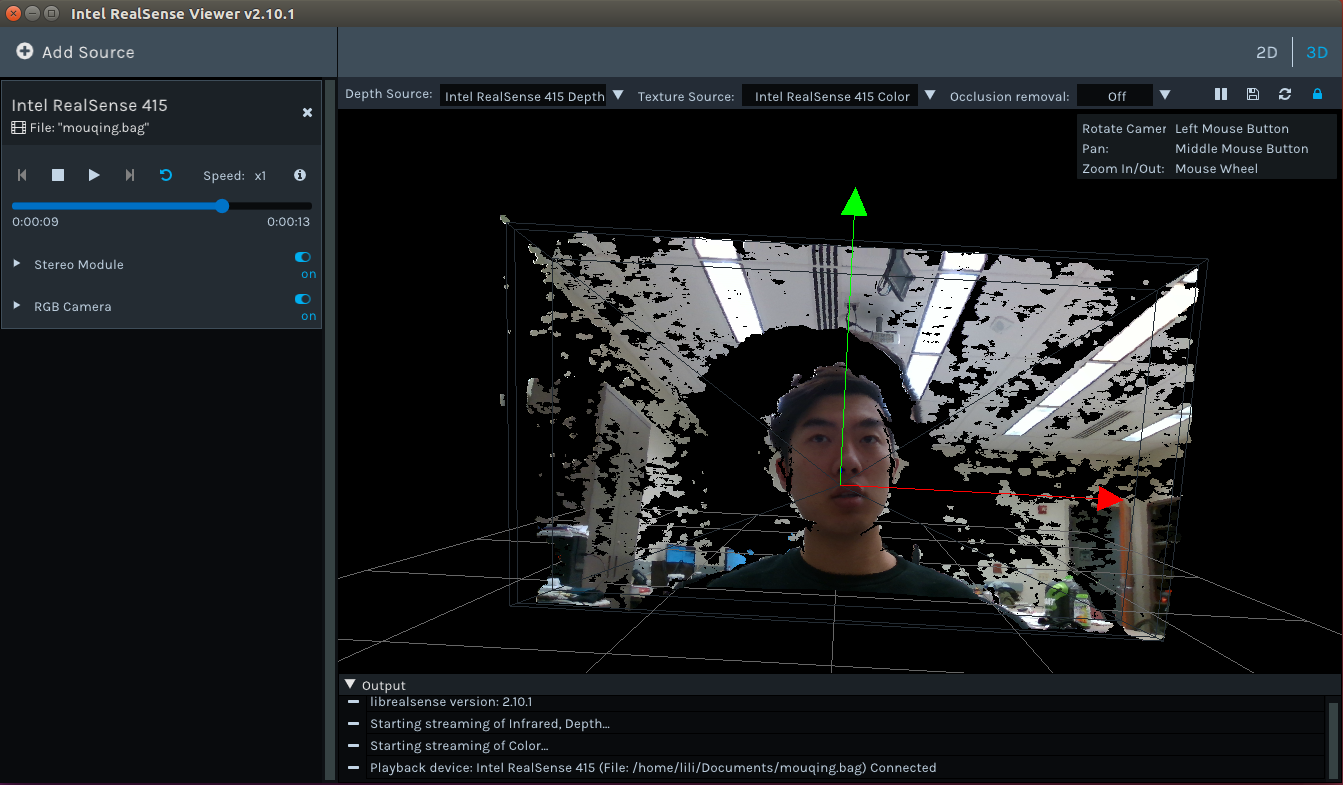 Intel RealSense Viewer v2.10.1
Add Source
2D 3D
Depth Source: Intel RealSense 415 Depth Texture Source: Intel RealSense 415 Color Occlusion removal: Off
Intel RealSense 415
File: "mouqing.bag"
Rotate Camer Left Mouse Button
Pan: Middle Mouse Button
Zoom In/Out: Mouse Wheel
Speed: x1
0:00:09 0:00:13
Stereo Module on
RGB Camera on
Output
librealsense version: 2.10.1
Starting streaming of Infrared, Depth...
Starting streaming of Color...
Playback device: Intel RealSense 415 (File: /home/lili/Documents/mouqing.bag) Connected